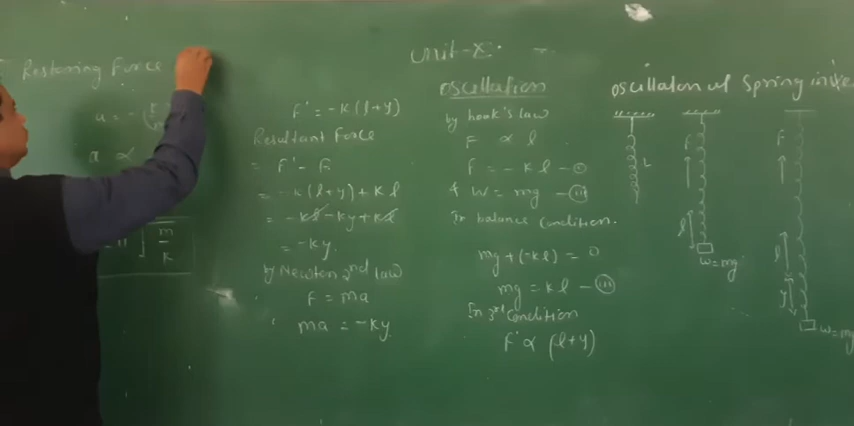 Unit-X
oscillation
by hook's law
F ∝ l
F = - Kl - (i)
& W = mg - (ii)
In balance Condition.
mg + (-Kl) = 0
mg = Kl - (iii)
In 3rd Condition
F' ∝ (l+y)
F' = -K(l+y)
Resultant Force
= F' - F
= -K(l+y) + Kl
= -Kl - Ky + Kl
= -Ky.
by Newton 2nd law
F = ma
ma = -Ky.
Restoring Force
a = -
a ∝
m
K
oscillaton of Spring in
F
F
L
l
l
y
W=mg
W=mg